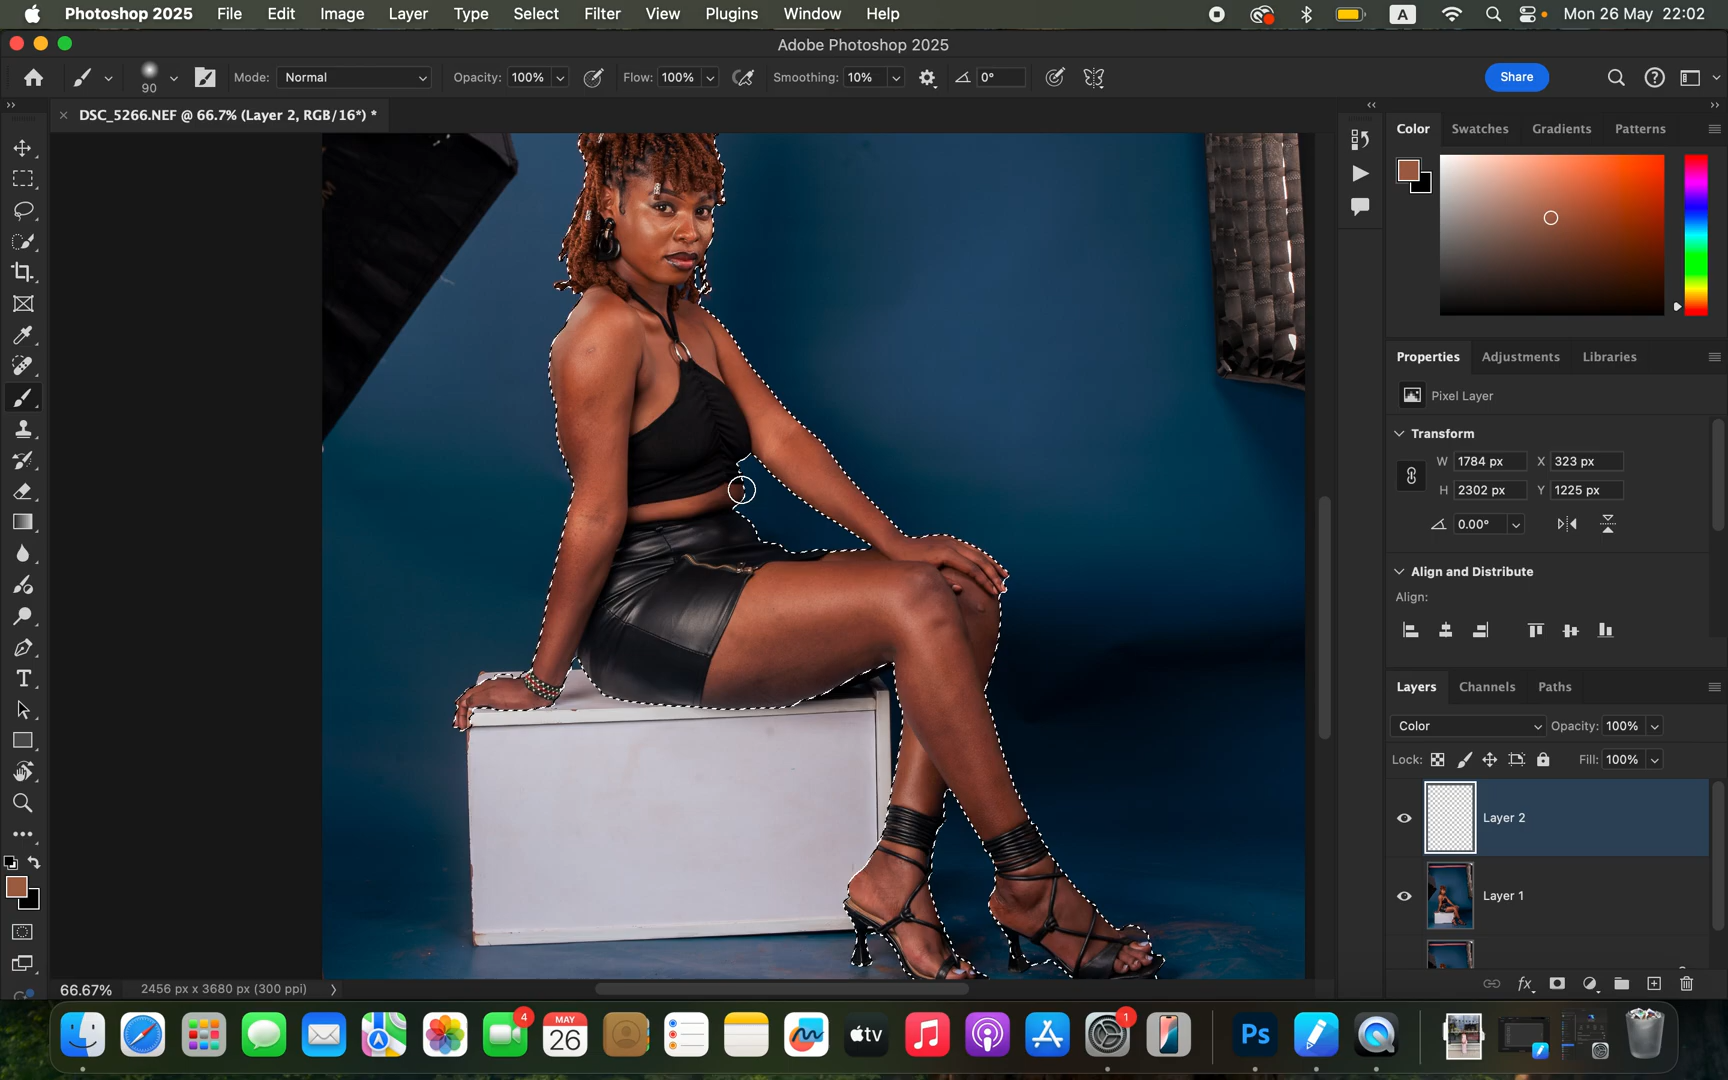 Photoshop 2025 File Edit Image Layer Type Select Filter View Plugins Window Help A Mon 26 May 22:02
Adobe Photoshop 2025
90 Mode: Normal Opacity: 100% Flow: 100% Smoothing: 10% 0° Share
DSC_5266.NEF @ 66.7% (Layer 2, RGB/16*) *
Color Swatches Gradients Patterns
Properties Adjustments Libraries
Pixel Layer
Transform
W 1784 px X 323 px
H 2302 px Y 1225 px
0.00°
Align and Distribute
Align:
Layers Channels Paths
Color Opacity: 100%
Lock: Fill: 100%
Layer 2
Layer 1
fx
66.67% 2456 px x 3680 px (300 ppi)
4
MAY
26
tv
1
Ps